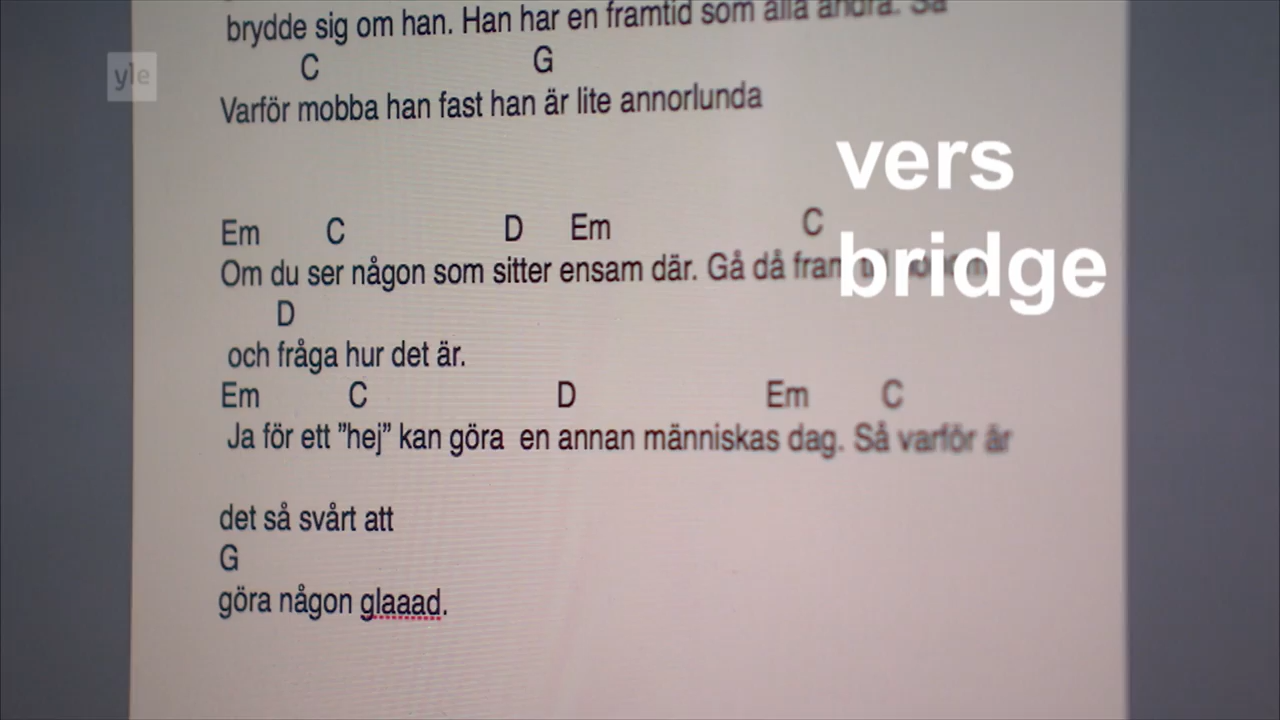 brydde sig om han. Han har en framtid som alla andra. Så
C G
Varför mobba han fast han är lite annorlunda
Em C D Em C
Om du ser någon som sitter ensam där. Gå då fram
D
och fråga hur det är.
Em C D Em C
Ja för ett ”hej” kan göra en annan människas dag. Så varför är
det så svårt att
G
göra någon glaaad.
vers
bridge
yle